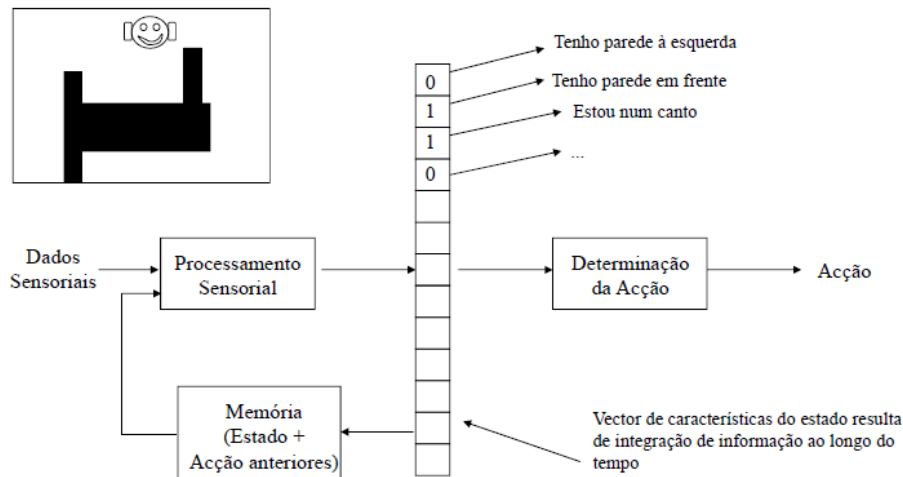 Tenho parede à esquerda
0
Tenho parede em frente
1
Estou num canto
1
...
0
Dados
Sensoriais
Processamento
Sensorial
Determinação
da Acção
Acção
Memória
(Estado +
Acção anteriores)
Vector de características do estado resulta
de integração de informação ao longo do
tempo